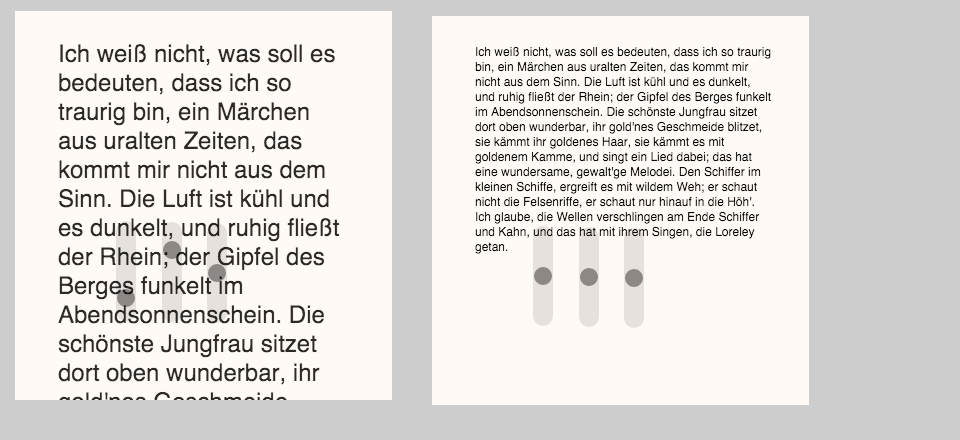 Ich weiß nicht, was soll es
bedeuten, dass ich so
traurig bin, ein Märchen
aus uralten Zeiten, das
kommt mir nicht aus dem
Sinn. Die Luft ist kühl und
es dunkelt, und ruhig fließt
der Rhein; der Gipfel des
Berges funkelt im
Abendsonnenschein. Die
schönste Jungfrau sitzet
dort oben wunderbar, ihr
gold'nes Geschmeide
Ich weiß nicht, was soll es bedeuten, dass ich so traurig
bin, ein Märchen aus uralten Zeiten, das kommt mir
nicht aus dem Sinn. Die Luft ist kühl und es dunkelt,
und ruhig fließt der Rhein; der Gipfel des Berges funkelt
im Abendsonnenschein. Die schönste Jungfrau sitzet
dort oben wunderbar, ihr gold'nes Geschmeide blitzet,
sie kämmt ihr goldenes Haar, sie kämmt es mit
goldenem Kamme, und singt ein Lied dabei; das hat
eine wundersame, gewalt'ge Melodei. Den Schiffer im
kleinen Schiffe, ergreift es mit wildem Weh; er schaut
nicht die Felsenriffe, er schaut nur hinauf in die Höh'.
Ich glaube, die Wellen verschlingen am Ende Schiffer
und Kahn, und das hat mit ihrem Singen, die Loreley
getan.